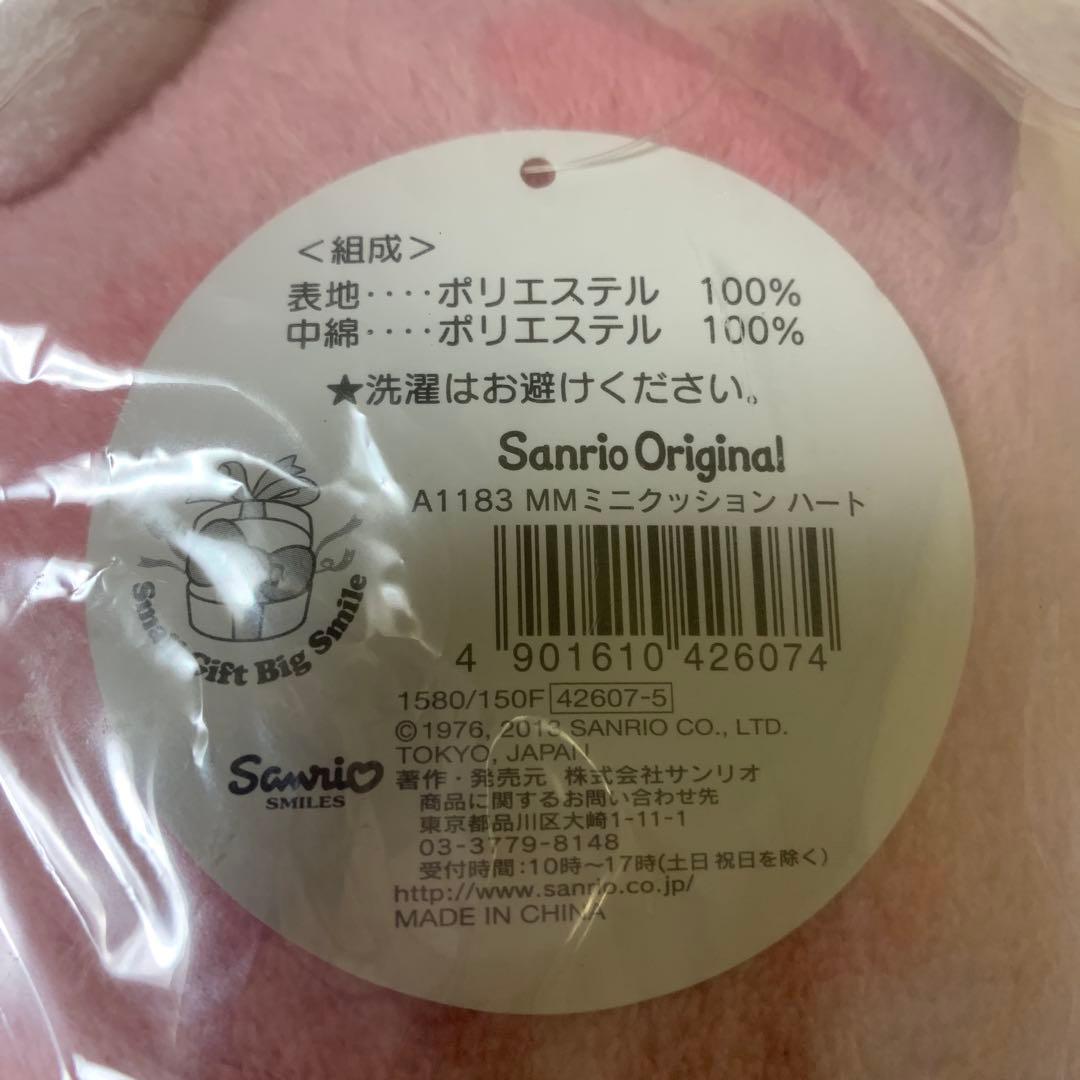 <組成>
表地‥‥ポリエステル 100%
中綿‥‥ポリエステル 100%
★洗濯はお避けください。
Sanrio Original
A1183 MMミニクッション ハート
4 901610 426074
Small Gift Big Smile
1580/150F 42607-5
©1976, 2013 SANRIO CO., LTD.
TOKYO, JAPAN
Sanrio
SMILES
著作・発売元 株式会社サンリオ
商品に関するお問い合わせ先
東京都品川区大崎1-11-1
03-3779-8148
受付時間:10時〜17時(土日祝日を除く)
http://www.sanrio.co.jp/
MADE IN CHINA